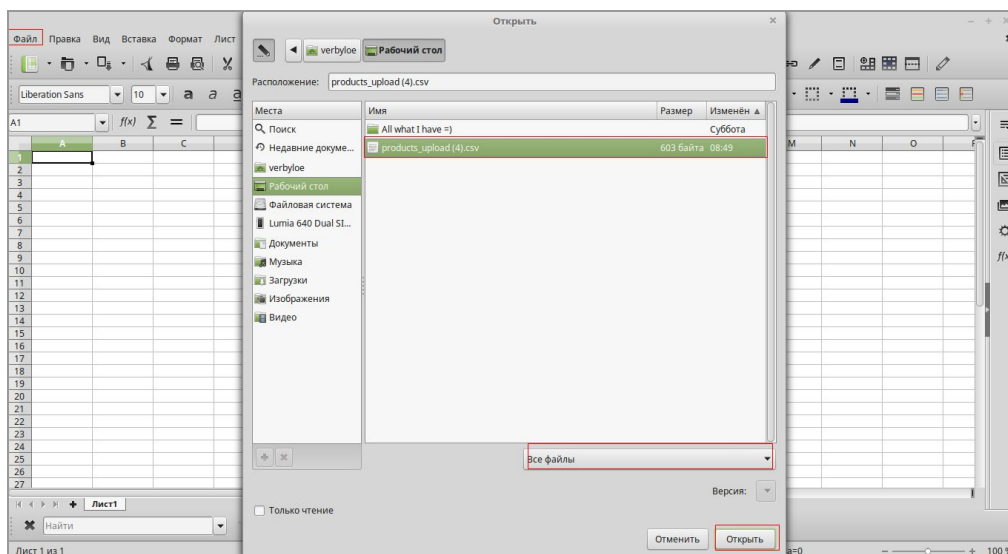 Открыть
Файл Правка Вид Вставка Формат Лист
verbyloe Рабочий стол
Расположение: products_upload (4).csv
Liberation Sans 10 a a a
Места Имя Размер Изменён
A1 f(x) Σ =
Поиск All what I have =) Суббота
Недавние докуме... products_upload (4).csv 603 байта 08:49
verbyloe
Рабочий стол
Файловая система
Lumia 640 Dual SI...
Документы
Музыка
Загрузки
Изображения
Видео
A B C M N O
1
2
3
4
5
6
7
8
9
10
11
12
13
14
15
16
17
18
19
20
21
22
23
24
25
26
27
Все файлы
Версия:
Лист1
Только чтение
Найти
Отменить Открыть
Лист 1 из 1 а=0 100 %